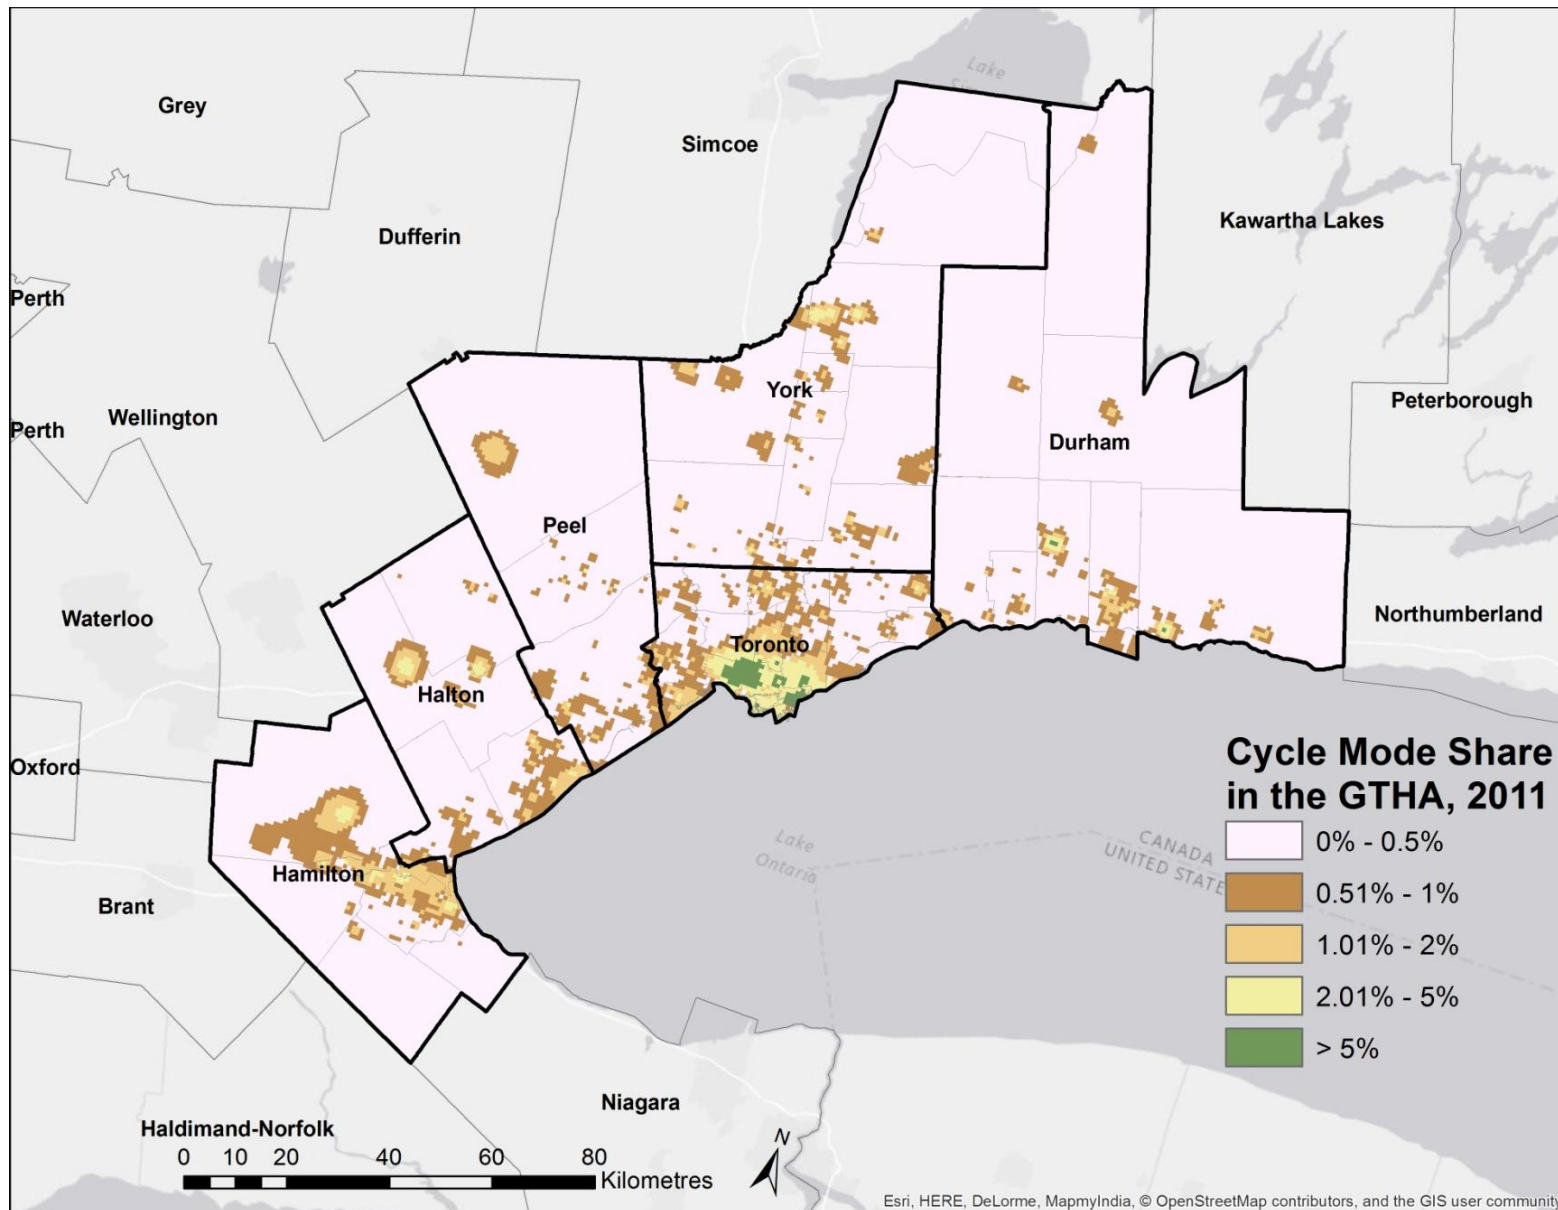 Lake
Grey
Simcoe
Kawartha Lakes
Dufferin
Perth
York
Peterborough
Wellington
Perth
Durham
Peel
Waterloo
Northumberland
Toronto
Halton
Cycle Mode Share
in the GTHA, 2011
Oxford
0% - 0.5%
Lake
Ontario
CANADA
UNITED STATE
Hamilton
0.51% - 1%
Brant
1.01% - 2%
2.01% - 5%
> 5%
Niagara
Haldimand-Norfolk
N
0 10 20 40 60 80
Kilometres
Esri, HERE, DeLorme, MapmyIndia, © OpenStreetMap contributors, and the GIS user community